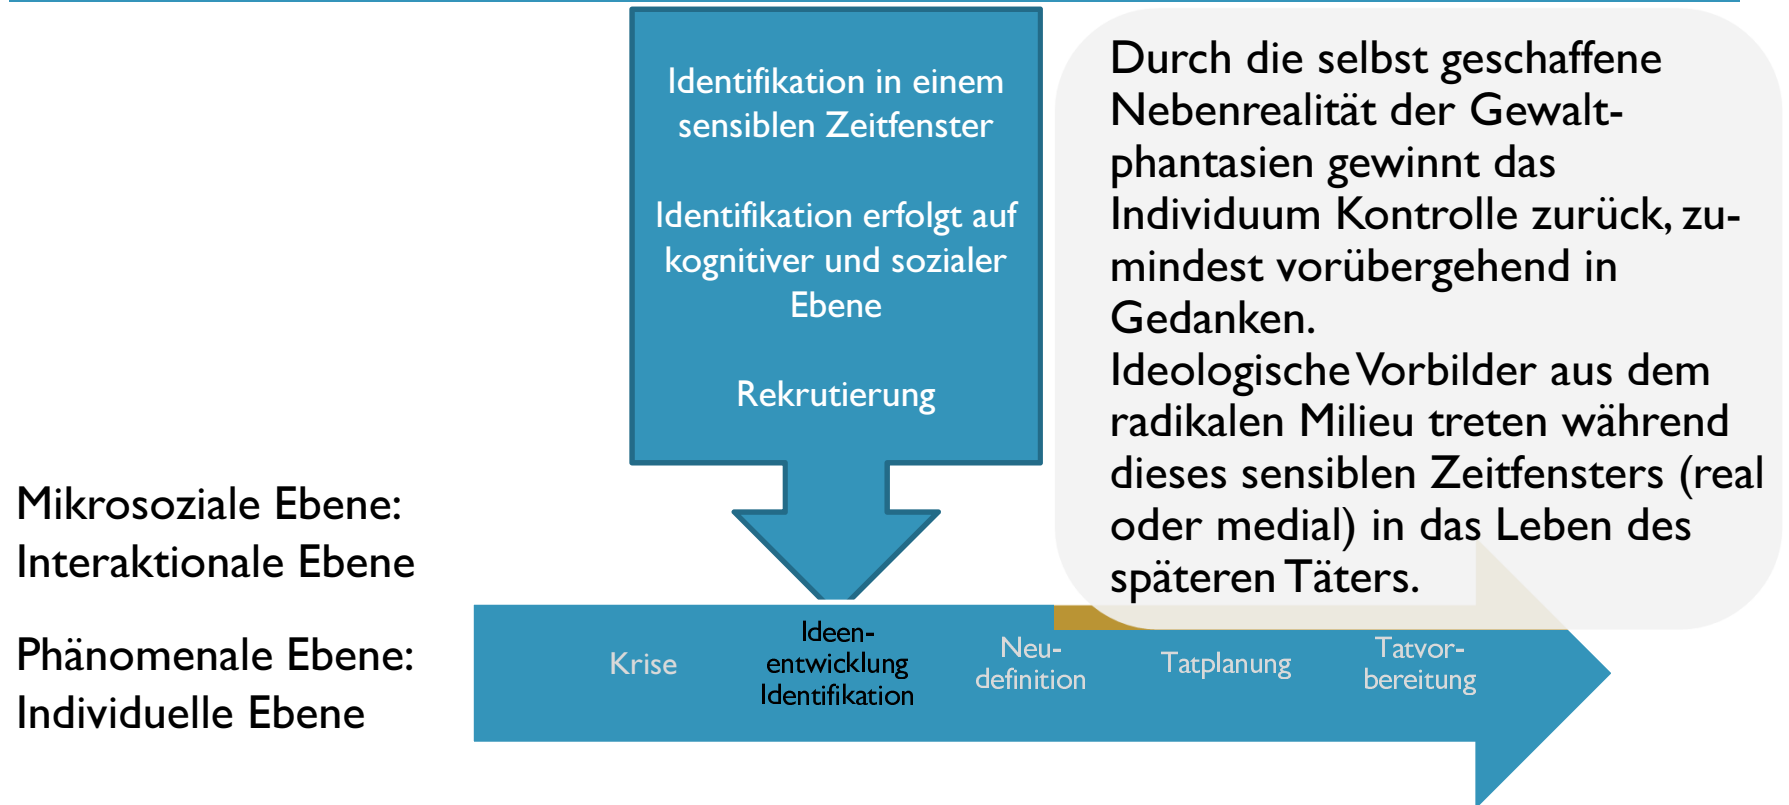 Identifikation in einem
sensiblen Zeitfenster
Identifikation erfolgt auf
kognitiver und sozialer
Ebene
Rekrutierung
Durch die selbst geschaffene
Nebenrealität der Gewalt-
phantasien gewinnt das
Individuum Kontrolle zurück, zu-
mindest vorübergehend in
Gedanken.
Ideologische Vorbilder aus dem
radikalen Milieu treten während
dieses sensiblen Zeitfensters (real
oder medial) in das Leben des
späteren Täters.
Mikrosoziale Ebene:
Interaktionale Ebene
Phänomenale Ebene:
Individuelle Ebene
Krise
Ideen-
entwicklung
Identifikation
Neu-
definition
Tatplanung
Tatvor-
bereitung